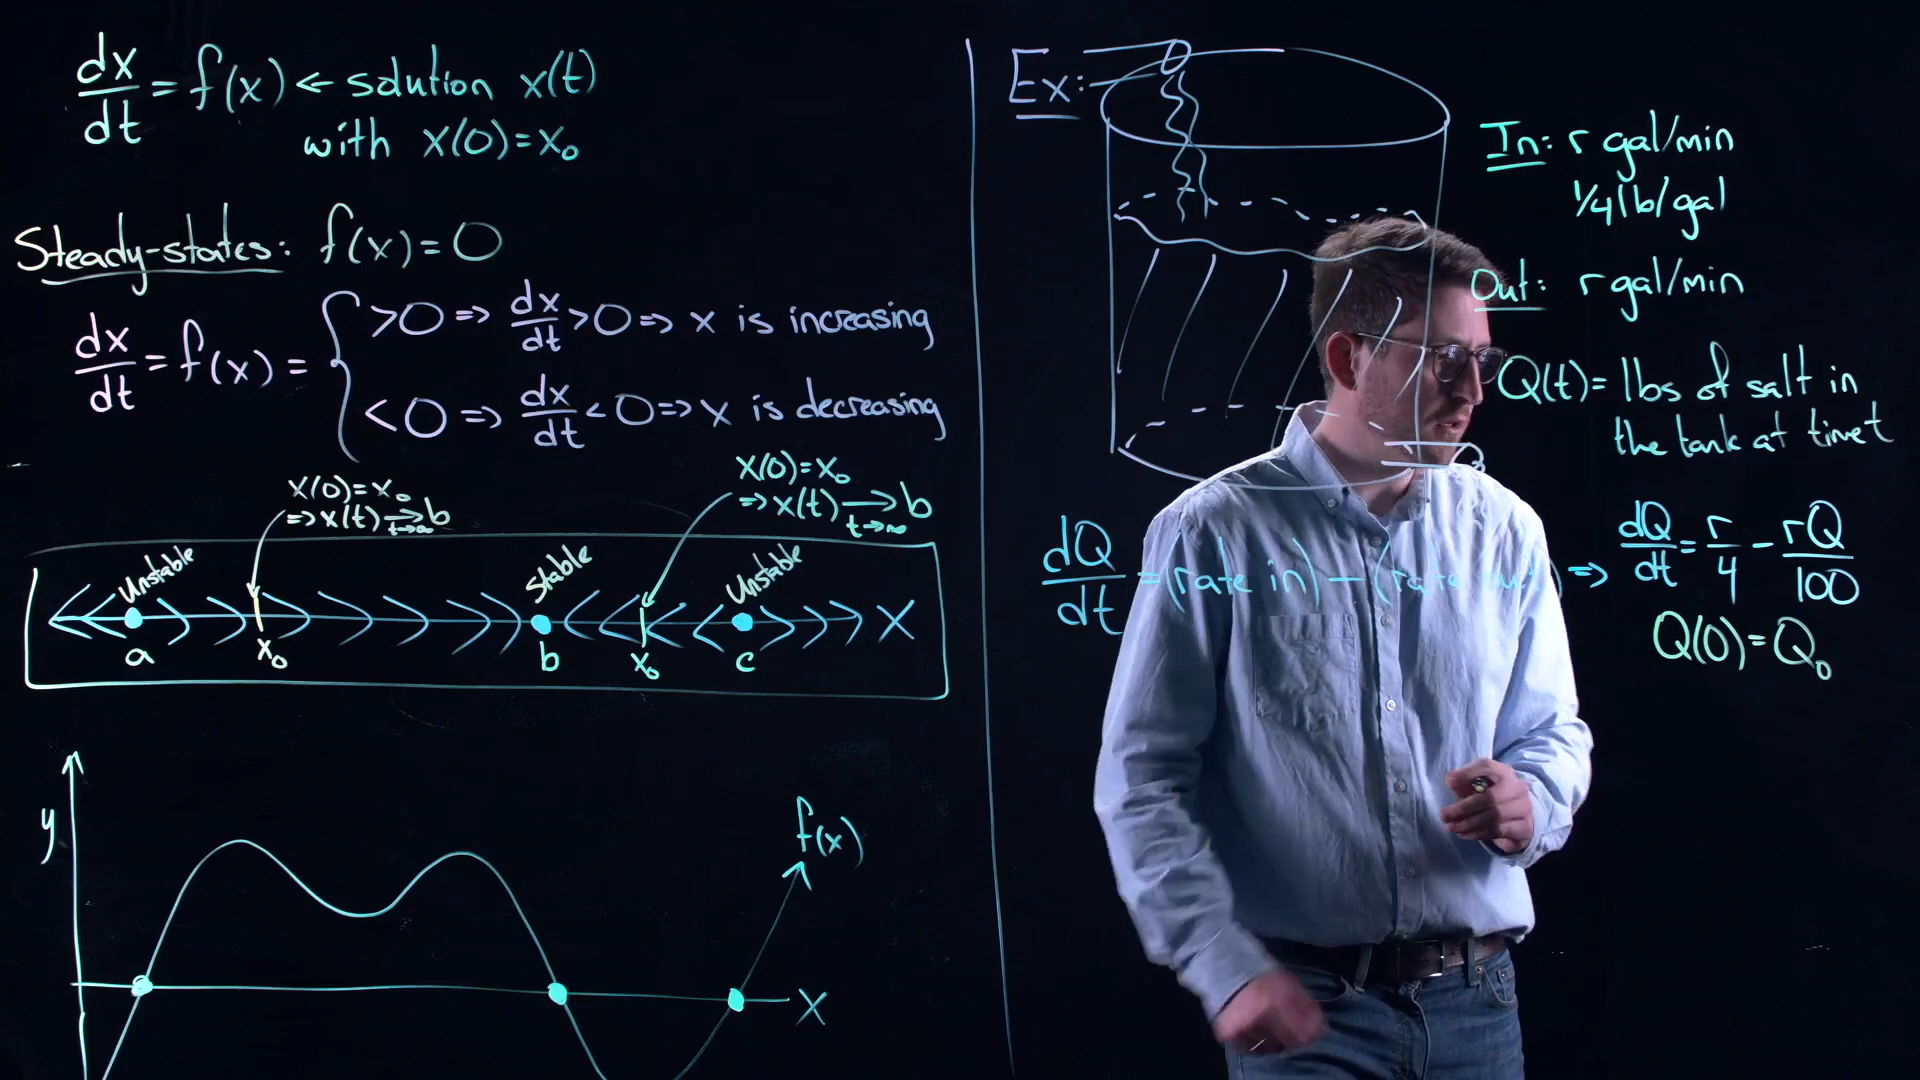 dx/dt = f(x) ← solution x(t)
with x(0)=x₀
Steady-states: f(x)=0
dx/dt = f(x) = { >0 ⇒ dx/dt >0 ⇒ x is increasing
<0 ⇒ dx/dt <0 ⇒ x is decreasing
x(0)=x₀
⇒ x(t) → b
t→∞
x(0)=x₀
⇒ x(t) → b
t→∞
Unstable
Stable
Unstable
a x₀ b x₀ c X
y
f(x)
X
Ex:
In: r gal/min
1/4 lb/gal
Out: r gal/min
Q(t) = lbs of salt in
the tank at time t
dQ/dt = (rate in) − (rate out) ⇒ dQ/dt = r/4 − rQ/100
Q(0)=Q₀